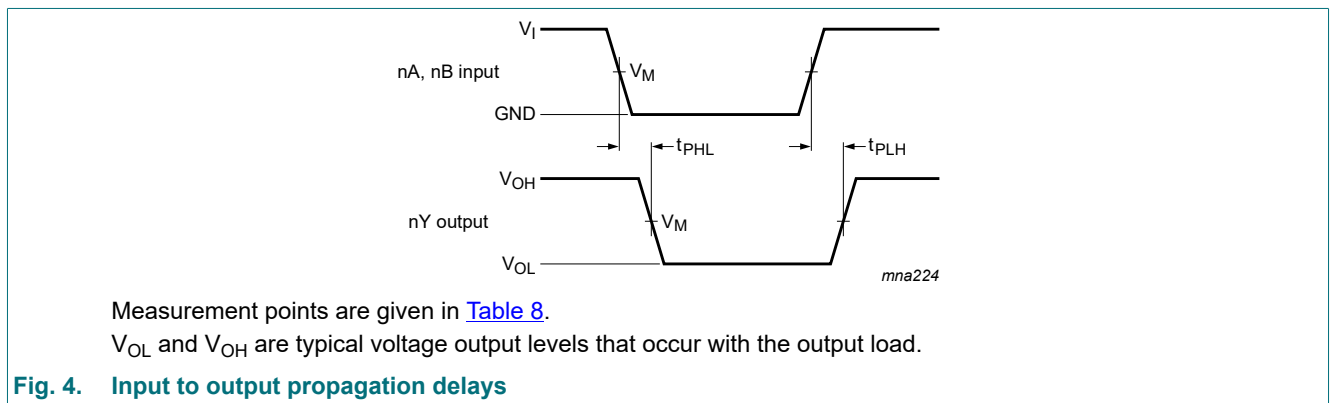 VI
nA, nB input
VM
GND
tPHL
tPLH
VOH
nY output
VM
VOL
mna224
Measurement points are given in Table 8.
VOL and VOH are typical voltage output levels that occur with the output load.
Fig. 4. Input to output propagation delays